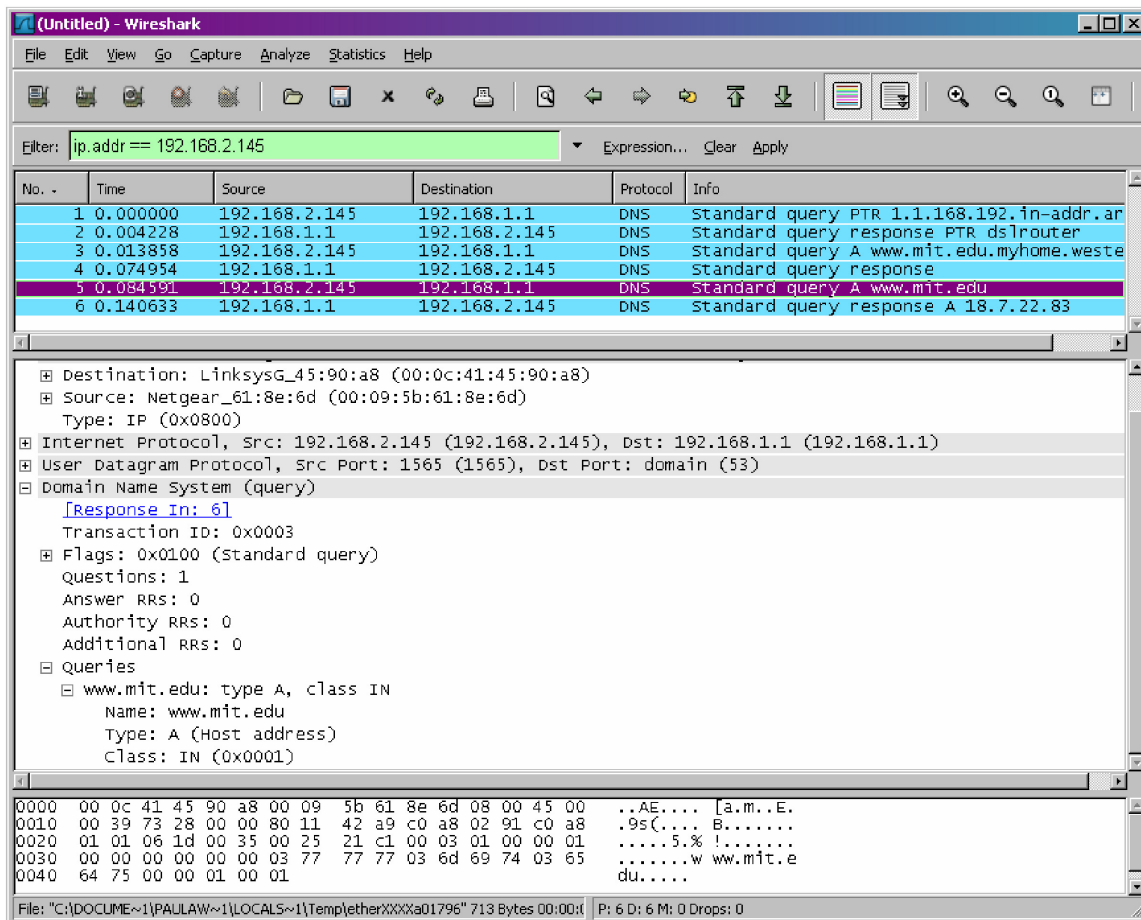 (Untitled) - Wireshark
File Edit View Go Capture Analyze Statistics Help
Filter: ip.addr == 192.168.2.145 Expression... Clear Apply
No. - Time Source Destination Protocol Info
1 0.000000 192.168.2.145 192.168.1.1 DNS Standard query PTR 1.1.168.192.in-addr.ar
2 0.004228 192.168.1.1 192.168.2.145 DNS Standard query response PTR dslrouter
3 0.013858 192.168.2.145 192.168.1.1 DNS Standard query A www.mit.edu.myhome.weste
4 0.074954 192.168.1.1 192.168.2.145 DNS Standard query response
5 0.084591 192.168.2.145 192.168.1.1 DNS Standard query A www.mit.edu
6 0.140633 192.168.1.1 192.168.2.145 DNS Standard query response A 18.7.22.83
Destination: LinksysG_45:90:a8 (00:0c:41:45:90:a8)
Source: Netgear_61:8e:6d (00:09:5b:61:8e:6d)
Type: IP (0x0800)
Internet Protocol, Src: 192.168.2.145 (192.168.2.145), Dst: 192.168.1.1 (192.168.1.1)
User Datagram Protocol, Src Port: 1565 (1565), Dst Port: domain (53)
Domain Name System (query)
[Response In: 6]
Transaction ID: 0x0003
Flags: 0x0100 (Standard query)
Questions: 1
Answer RRs: 0
Authority RRs: 0
Additional RRs: 0
Queries
www.mit.edu: type A, class IN
Name: www.mit.edu
Type: A (Host address)
Class: IN (0x0001)
0000 00 0c 41 45 90 a8 00 09 5b 61 8e 6d 08 00 45 00 ..AE.... [a.m..E.
0010 00 39 73 28 00 00 80 11 42 a9 c0 a8 02 91 c0 a8 .9s(.... B.......
0020 01 01 06 1d 00 35 00 25 21 c1 00 03 01 00 00 01 .....5.% !.......
0030 00 00 00 00 00 00 03 77 77 77 03 6d 69 74 03 65 .......w ww.mit.e
0040 64 75 00 00 01 00 01 du.....
File: "C:\DOCUME~1\PAULAW~1\LOCALS~1\Temp\etherXXXXa01796" 713 Bytes 00:00:( P: 6 D: 6 M: 0 Drops: 0